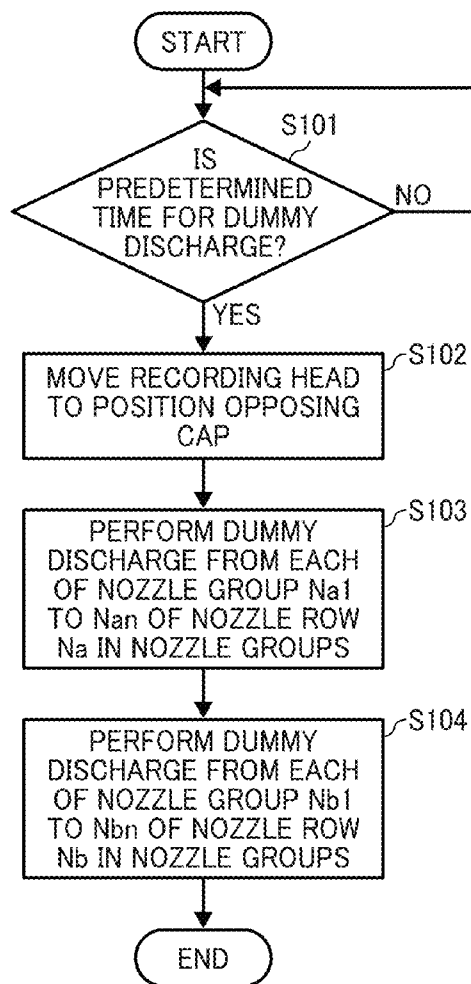 START
S101
IS
PREDETERMINED
TIME FOR DUMMY
DISCHARGE?
NO
YES
S102
MOVE RECORDING HEAD
TO POSITION OPPOSING
CAP
S103
PERFORM DUMMY
DISCHARGE FROM EACH
OF NOZZLE GROUP Na1
TO Nan OF NOZZLE ROW
Na IN NOZZLE GROUPS
S104
PERFORM DUMMY
DISCHARGE FROM EACH
OF NOZZLE GROUP Nb1
TO Nbn OF NOZZLE ROW
Nb IN NOZZLE GROUPS
END